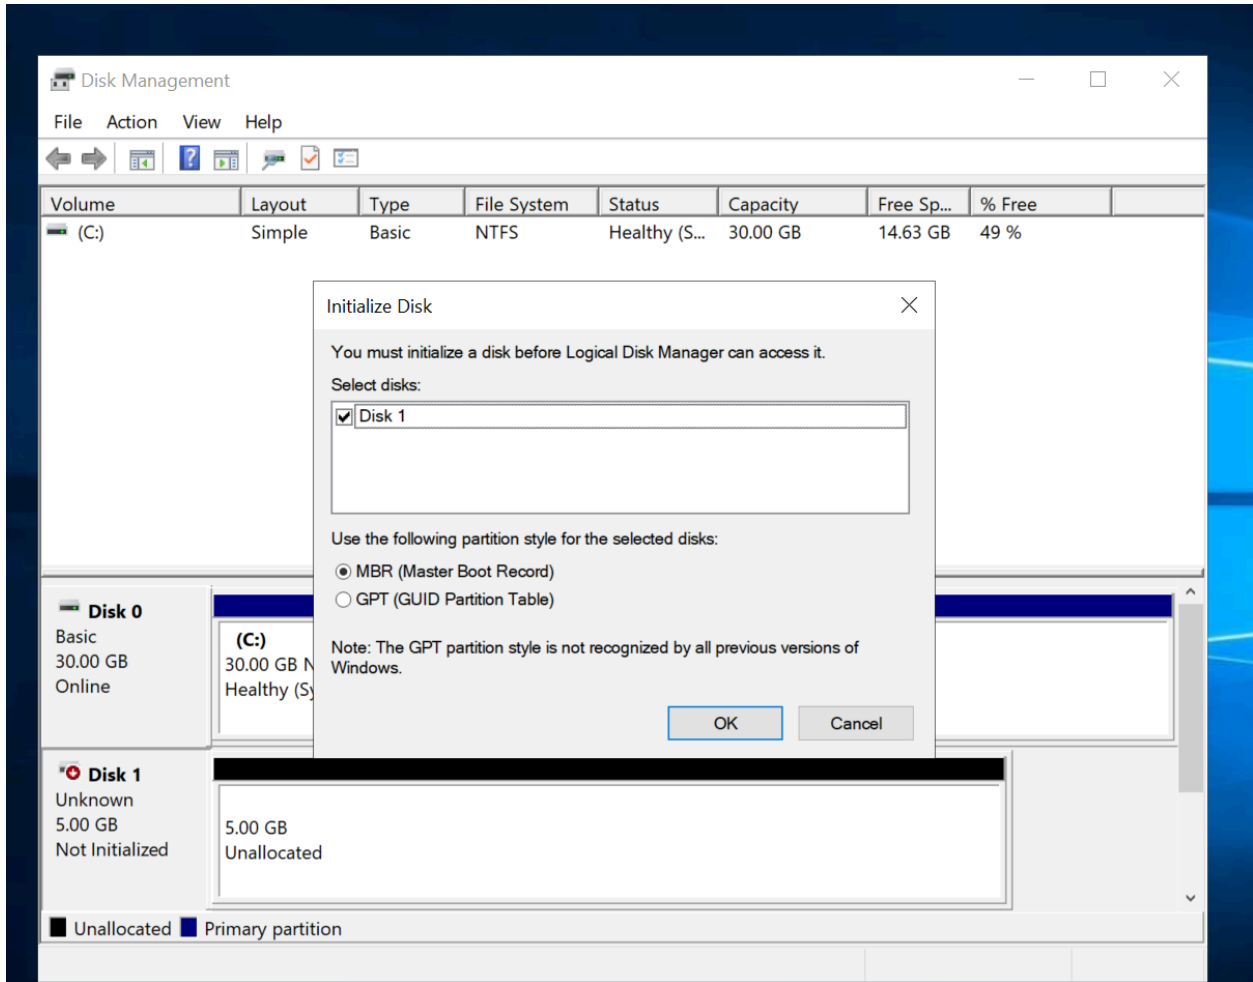 Disk Management
File Action View Help
Volume Layout Type File System Status Capacity Free Sp... % Free
(C:) Simple Basic NTFS Healthy (S... 30.00 GB 14.63 GB 49 %
Initialize Disk
You must initialize a disk before Logical Disk Manager can access it.
Select disks:
Disk 1
Use the following partition style for the selected disks:
MBR (Master Boot Record)
GPT (GUID Partition Table)
Note: The GPT partition style is not recognized by all previous versions of
Windows.
OK Cancel
Disk 0
Basic
30.00 GB
Online
(C:)
30.00 GB N
Healthy (Sy
Disk 1
Unknown
5.00 GB
Not Initialized
5.00 GB
Unallocated
Unallocated Primary partition